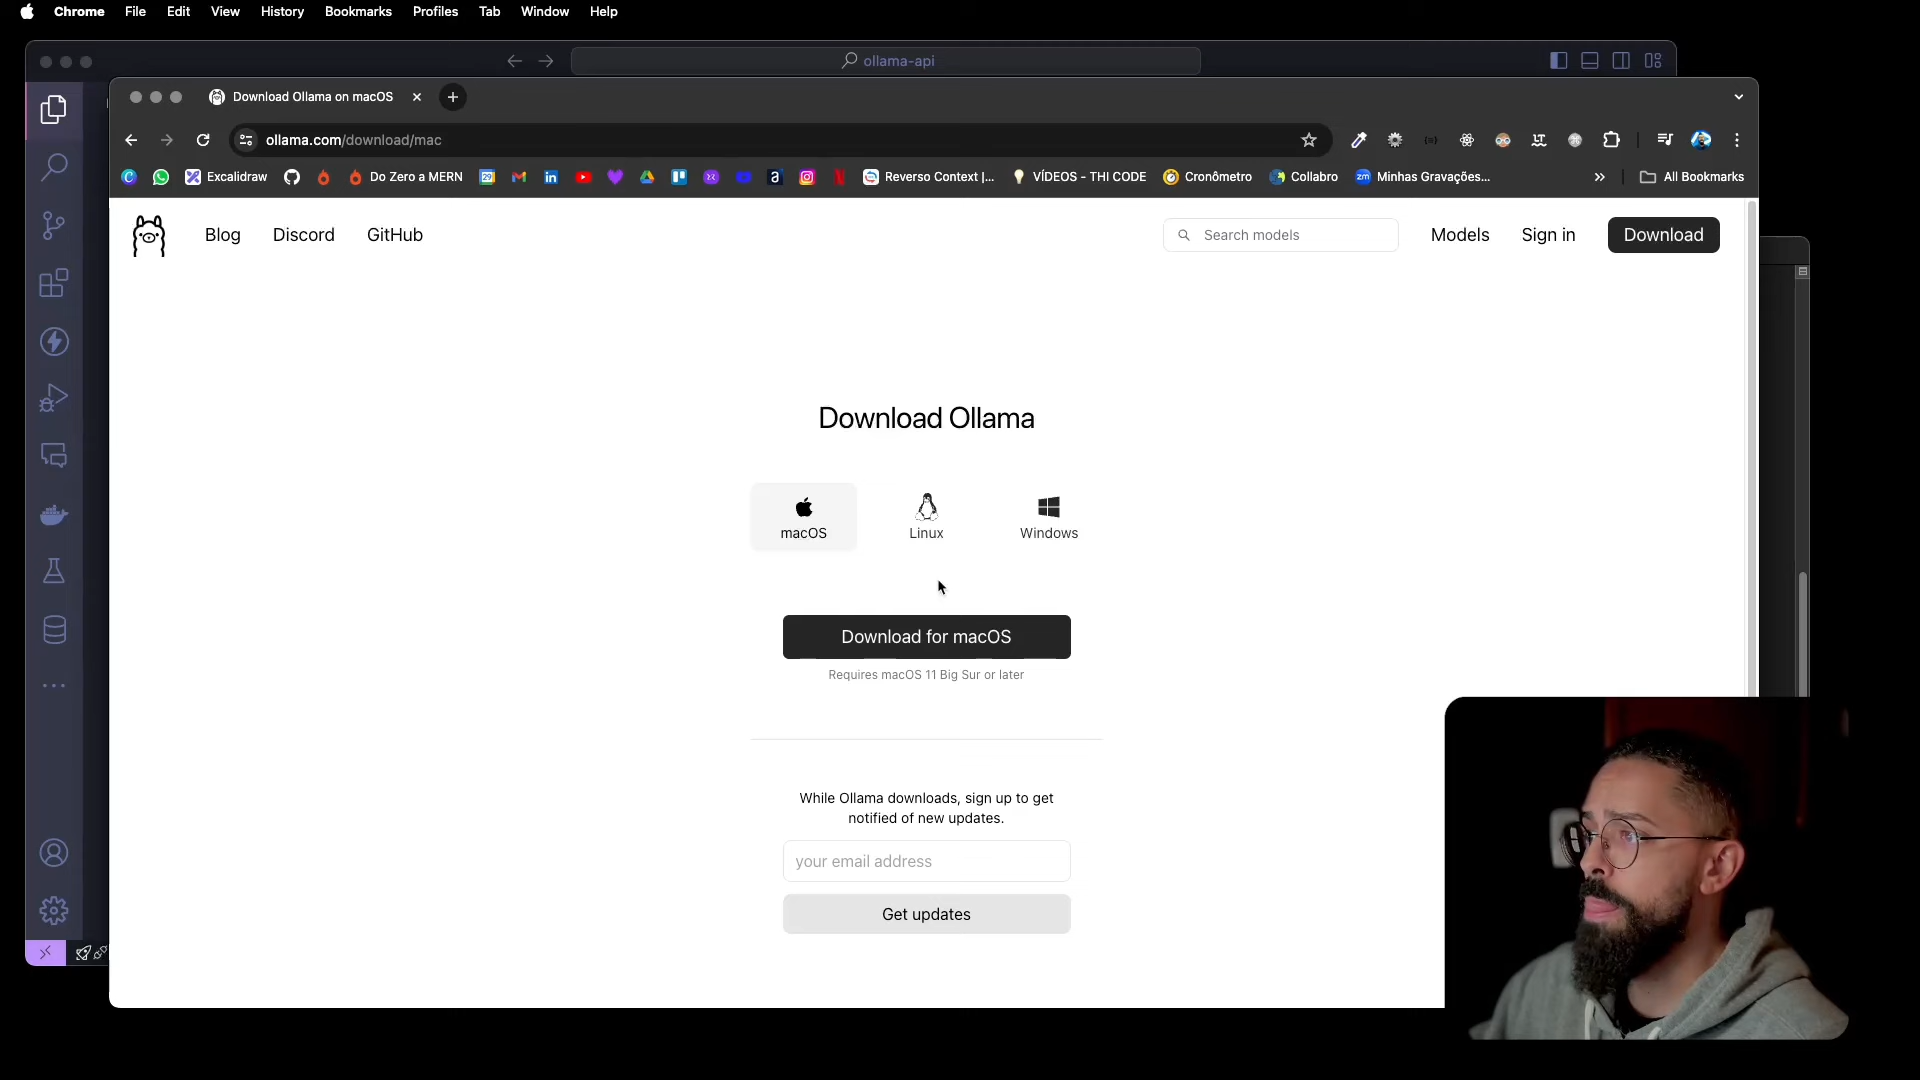 Chrome File Edit View History Bookmarks Profiles Tab Window Help
ollama-api
Download Ollama on macOS
ollama.com/download/mac
Excalidraw Do Zero a MERN Reverso Context |... VÍDEOS - THI CODE Cronômetro Collabro Minhas Gravações... All Bookmarks
Blog Discord GitHub Search models Models Sign in Download
Download Ollama
macOS Linux Windows
Download for macOS
Requires macOS 11 Big Sur or later
While Ollama downloads, sign up to get
notified of new updates.
your email address
Get updates